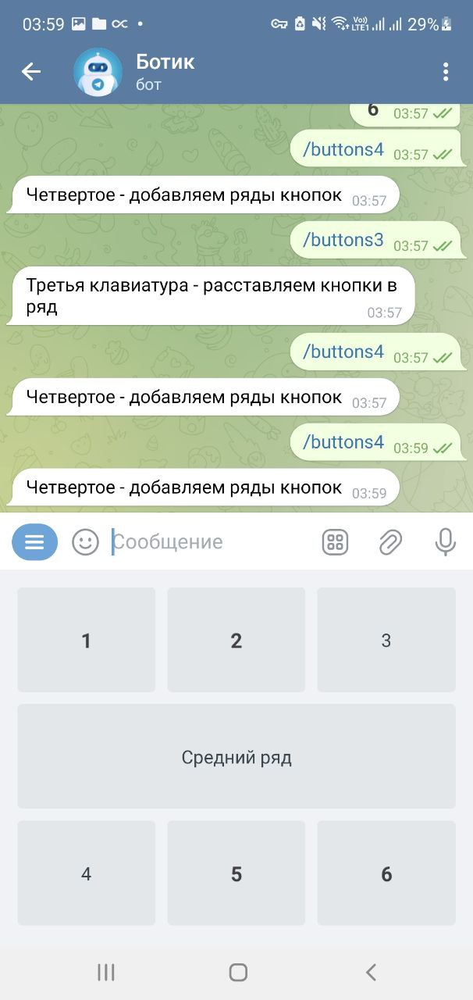 03:59
29%
Ботик
бот
6 03:57
/buttons4 03:57
Четвертое - добавляем ряды кнопок 03:57
/buttons3 03:57
Третья клавиатура - расставляем кнопки в
ряд 03:57
/buttons4 03:57
Четвертое - добавляем ряды кнопок 03:57
/buttons4 03:59
Четвертое - добавляем ряды кнопок 03:59
Сообщение
1 2 3
Средний ряд
4 5 6